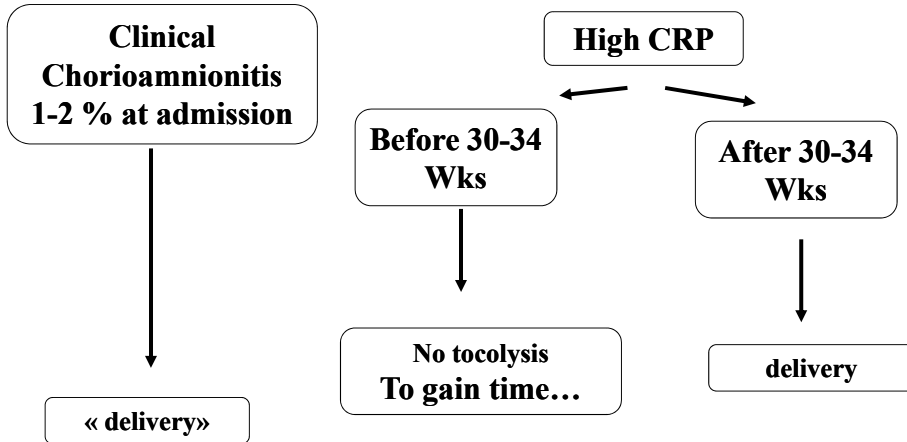 Clinical
Chorioamnionitis
1-2 % at admission
« delivery»
High CRP
Before 30-34
Wks
No tocolysis
To gain time…
After 30-34
Wks
delivery